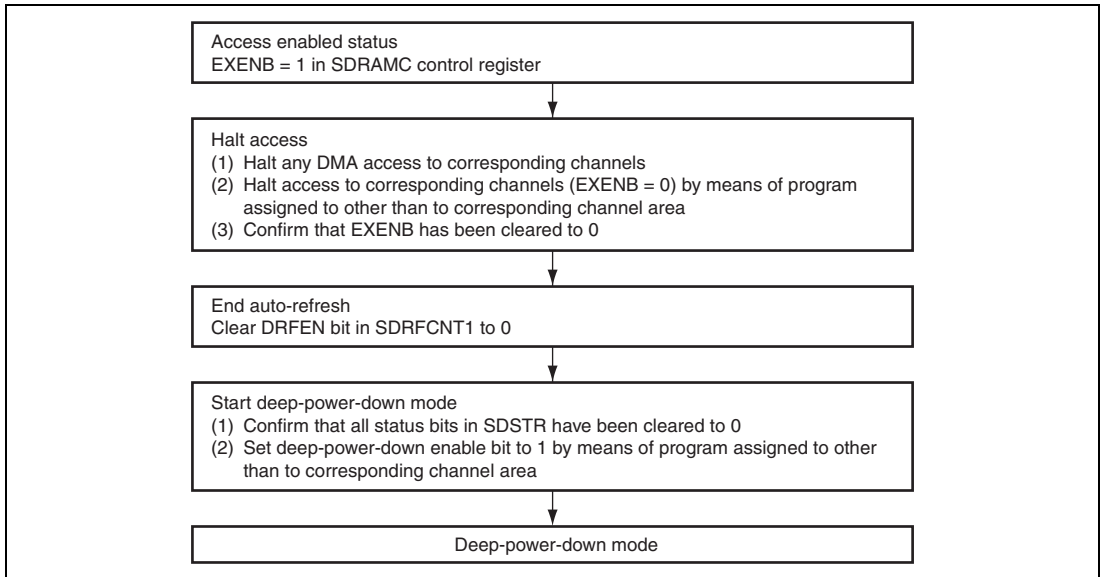 Access enabled status
EXENB = 1 in SDRAMC control register
Halt access
(1) Halt any DMA access to corresponding channels
(2) Halt access to corresponding channels (EXENB = 0) by means of program
assigned to other than to corresponding channel area
(3) Confirm that EXENB has been cleared to 0
End auto-refresh
Clear DRFEN bit in SDRFCNT1 to 0
Start deep-power-down mode
(1) Confirm that all status bits in SDSTR have been cleared to 0
(2) Set deep-power-down enable bit to 1 by means of program assigned to other
than to corresponding channel area
Deep-power-down mode